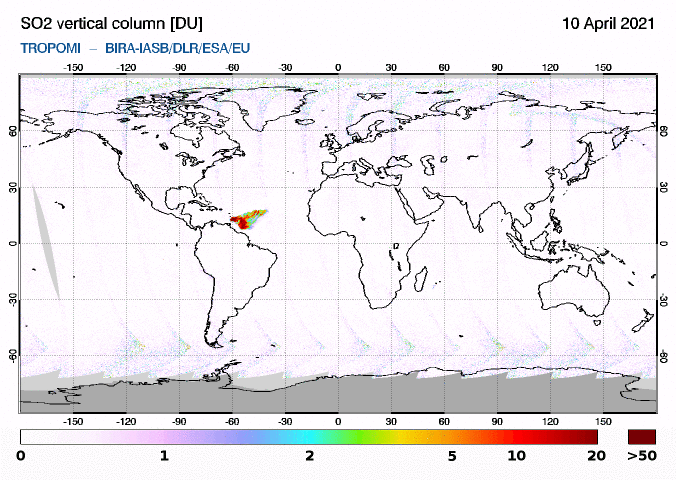 SO2 vertical column [DU] 10 April 2021
TROPOMI – BIRA-IASB/DLR/ESA/EU
-150 -120 -90 -60 -30 0 30 60 90 120 150
60 60
30 30
0 0
-30 -30
-60 -60
-150 -120 -90 -60 -30 0 30 60 90 120 150
0 1 2 5 10 20 >50